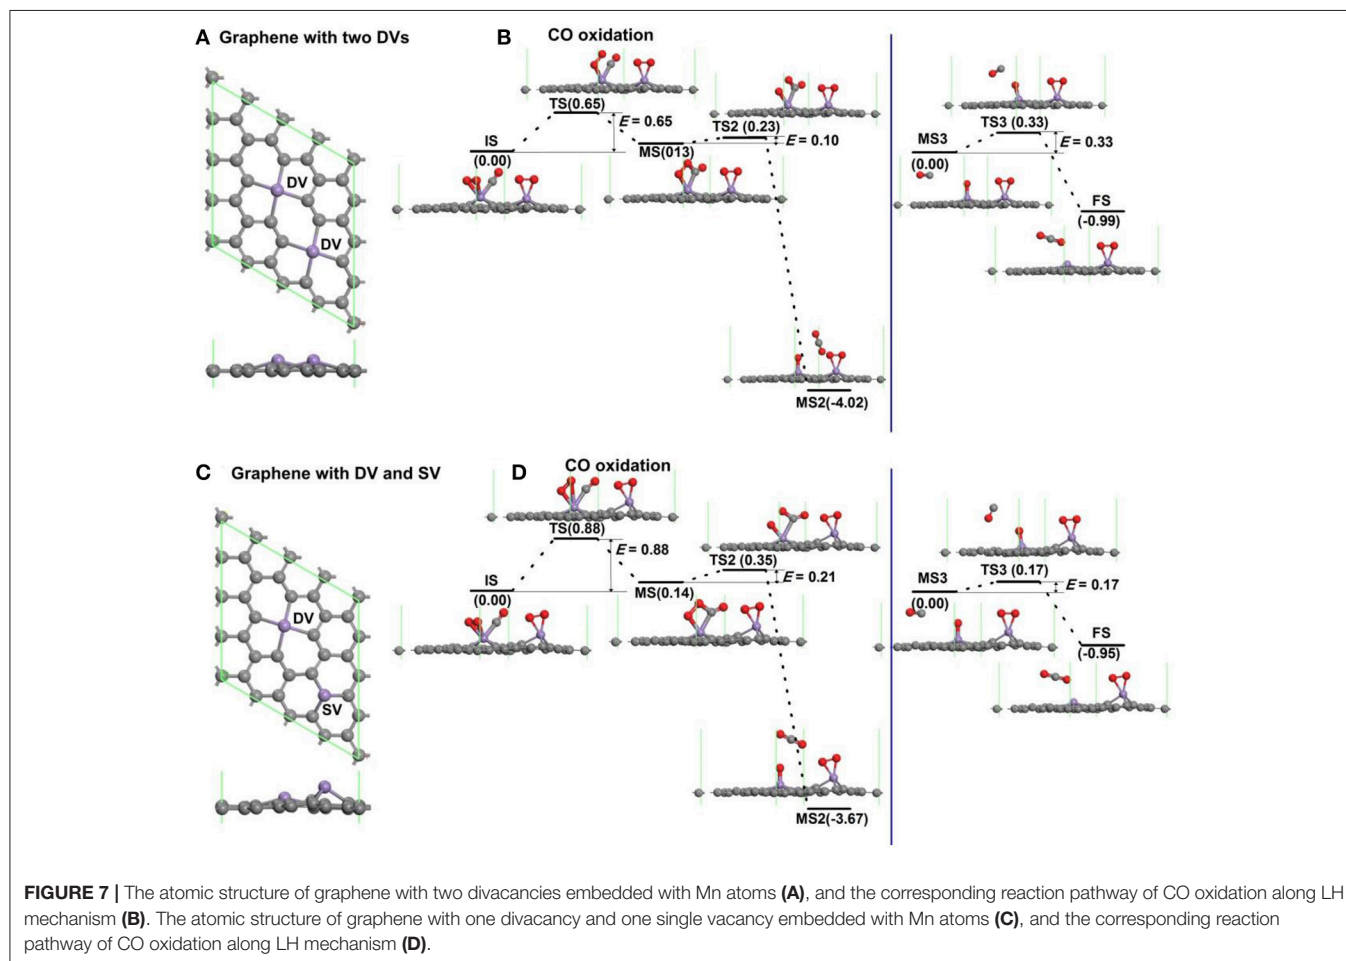 A Graphene with two DVs
DV
DV
B CO oxidation
TS(0.65)
E = 0.65
IS
(0.00)
MS(013)
TS2 (0.23)
E = 0.10
MS2(-4.02)
TS3 (0.33)
E = 0.33
MS3
(0.00)
FS
(-0.99)
C Graphene with DV and SV
DV
SV
D CO oxidation
TS(0.88)
E = 0.88
IS
(0.00)
MS(0.14)
TS2 (0.35)
E = 0.21
MS2(-3.67)
TS3 (0.17)
E = 0.17
MS3
(0.00)
FS
(-0.95)
FIGURE 7 | The atomic structure of graphene with two divacancies embedded with Mn atoms (A), and the corresponding reaction pathway of CO oxidation along LH
mechanism (B). The atomic structure of graphene with one divacancy and one single vacancy embedded with Mn atoms (C), and the corresponding reaction
pathway of CO oxidation along LH mechanism (D).